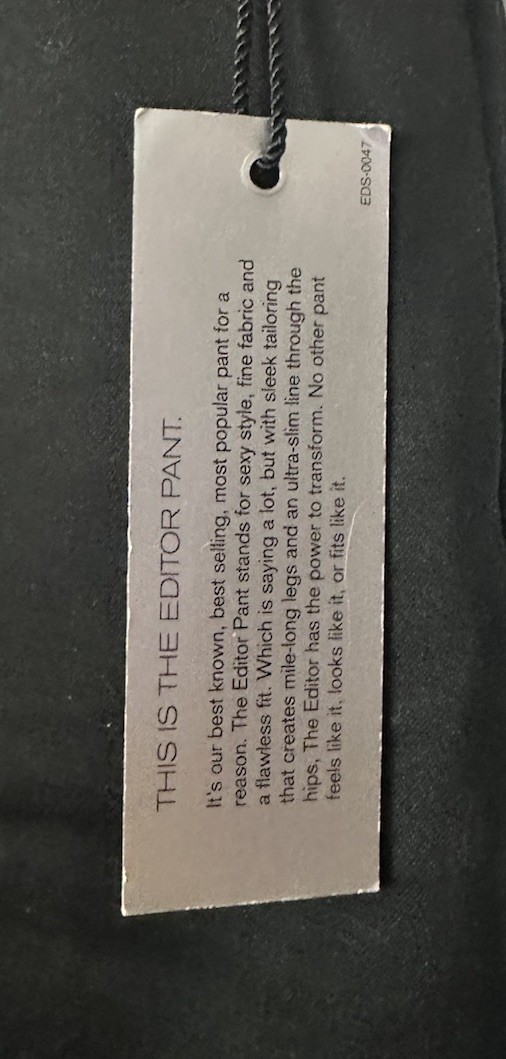 THIS IS THE EDITOR PANT.
It's our best known, best selling, most popular pant for a
reason. The Editor Pant stands for sexy style, fine fabric and
a flawless fit. Which is saying a lot, but with sleek tailoring
that creates mile-long legs and an ultra-slim line through the
hips, The Editor has the power to transform. No other pant
feels like it, looks like it, or fits like it.
EDS-0047